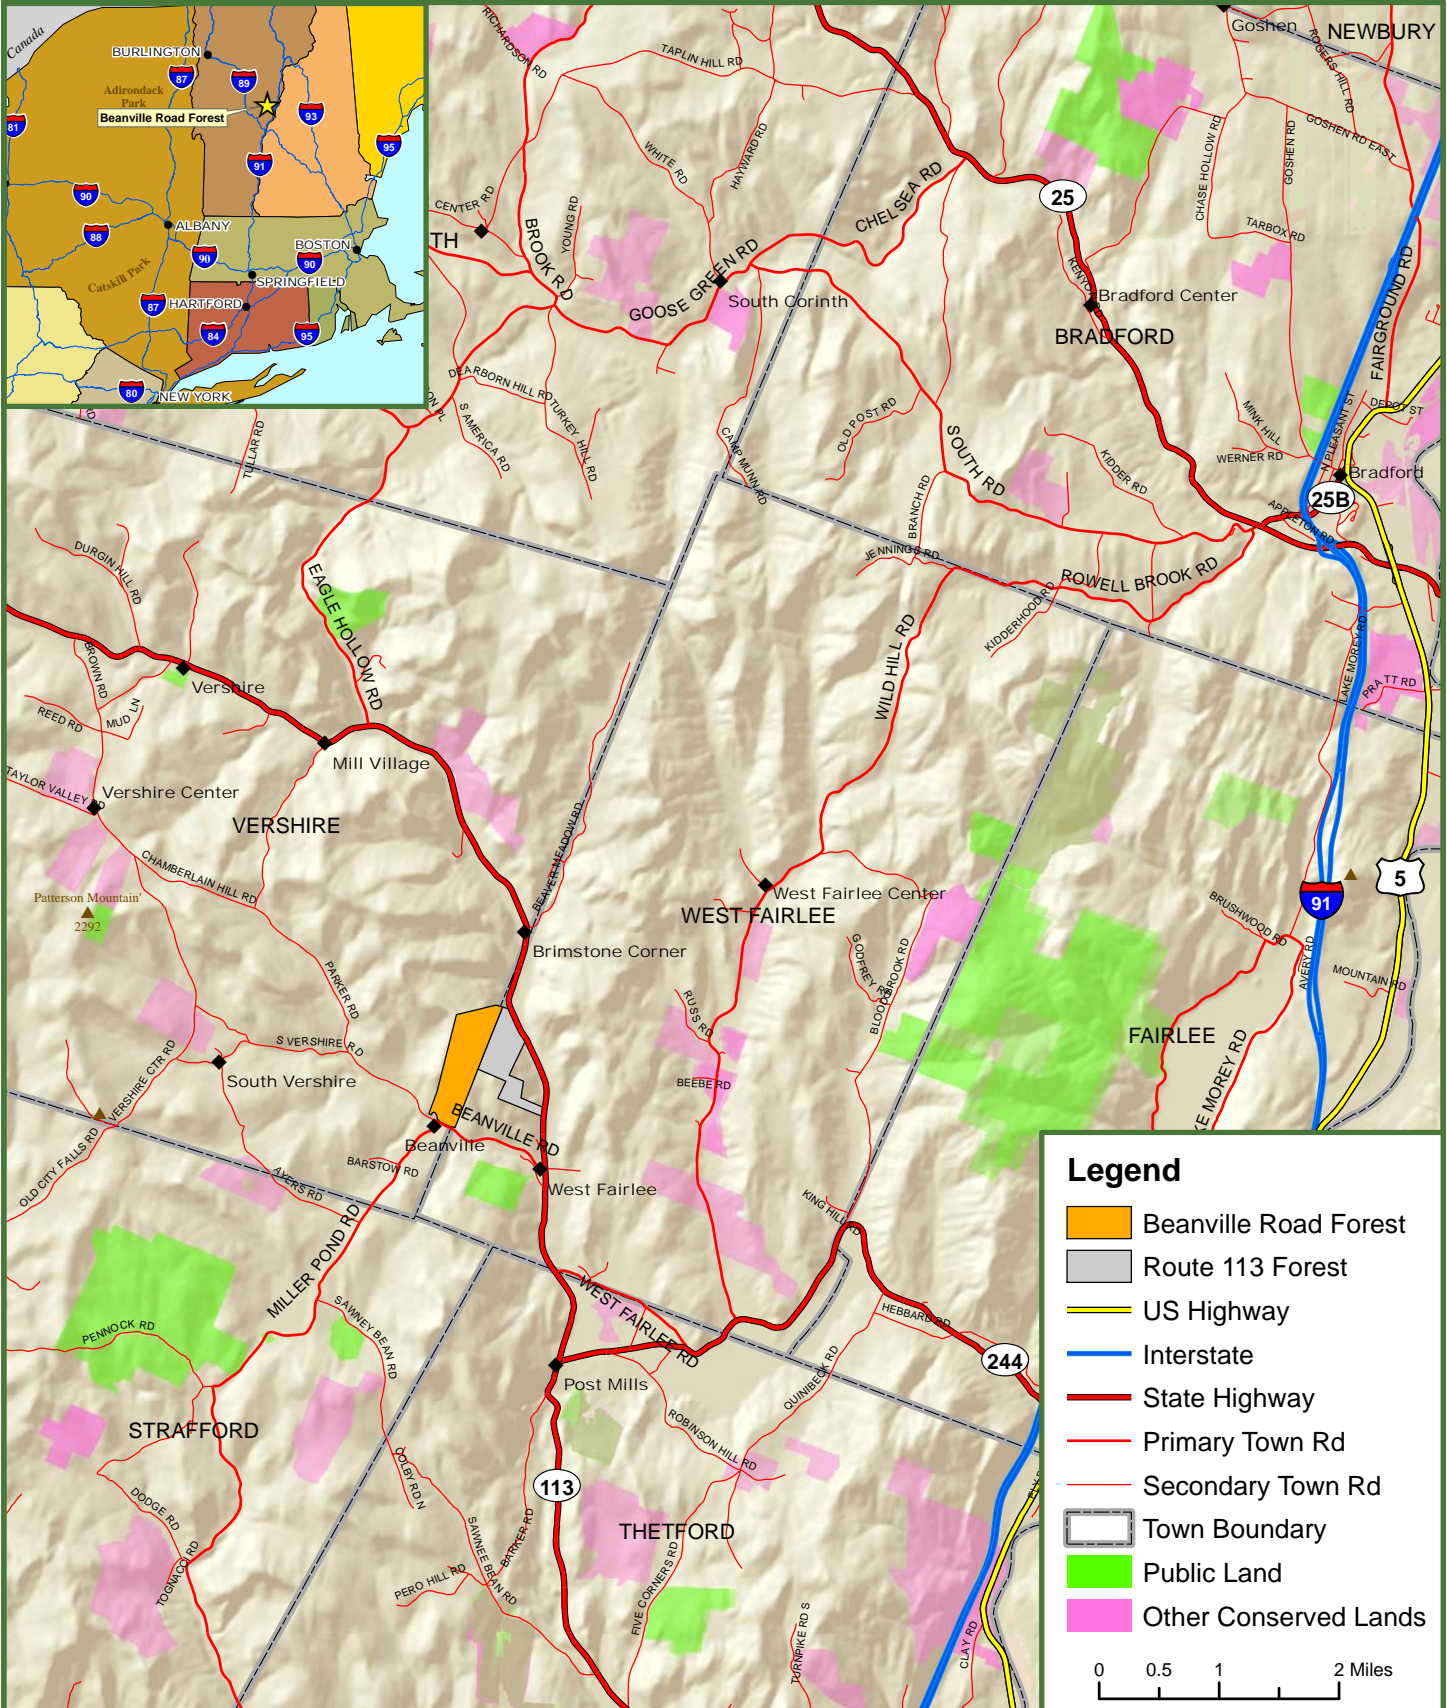 Canada
BURLINGTON
Adirondack
Park
Beanville Road Forest
87
89
93
81
95
91
90
88
ALBANY
BOSTON
90
90
SPRINGFIELD
Catskill Park
87
HARTFORD
84
95
80
NEW YORK
RICHARDSON RD
TAPLIN HILL RD
Goshen
NEWBURY
ROGERS HILL RD
GOSHEN RD EAST
GOSHEN RD
CHASE HOLLOW RD
TARBOX RD
WHITE RD
HAYWARD RD
CENTER RD
TH
BROOK RD
YOUNG RD
CHELSEA RD
25
GOOSE GREEN RD
South Corinth
Bradford Center
BRADFORD
FAIRGROUND RD
DEARBORN HILL RD
TURKEY HILL RD
S AMERICA RD
ON PL
RD
TULLAR RD
CAMP MUNN RD
OLD POST RD
SOUTH RD
KIDDER RD
MINK HILL
WERNER RD
N PLEASANT ST
DEPOT ST
Bradford
25B
APPLETON RD
BRANCH RD
JENNINGS RD
ROWELL BROOK RD
KIDDERHOOD RD
WILD HILL RD
LAKE MOREY RD
PRATT RD
DURGIN HILL RD
EAGLE HOLLOW RD
Vershire
BROWN RD
MUD LN
REED RD
Mill Village
TAYLOR VALLEY RD
Vershire Center
VERSHIRE
CHAMBERLAIN HILL RD
Patterson Mountain
2292
BEAVER MEADOW RD
West Fairlee Center
WEST FAIRLEE
Brimstone Corner
GODFREY RD
BLOOD BROOK RD
5
91
BRUSHWOOD RD
AVERY RD
MOUNTAIN RD
PARKER RD
RUSS RD
S VERSHIRE RD
VERSHIRE CTR RD
South Vershire
BEEBE RD
FAIRLEE
KE MOREY RD
BEANVILLE RD
Beanville
BARSTOW RD
West Fairlee
OLD CITY FALLS RD
AYERS RD
KING HILL RD
MILLER POND RD
WEST FAIRLEE RD
HEBBARD RD
244
SAWNEY BEAN RD
PENNOCK RD
Post Mills
QUINIBECK RD
ROBINSON HILL RD
STRAFFORD
COLBY RD N
113
THETFORD
DODGE RD
TOGNACCI RD
SAWNEE BEAN RD
BARKER RD
PERO HILL RD
FIVE CORNERS RD
TURNPIKE RD S
CLAY RD
Legend
Beanville Road Forest
Route 113 Forest
US Highway
Interstate
State Highway
Primary Town Rd
Secondary Town Rd
Town Boundary
Public Land
Other Conserved Lands
0 0.5 1 2 Miles